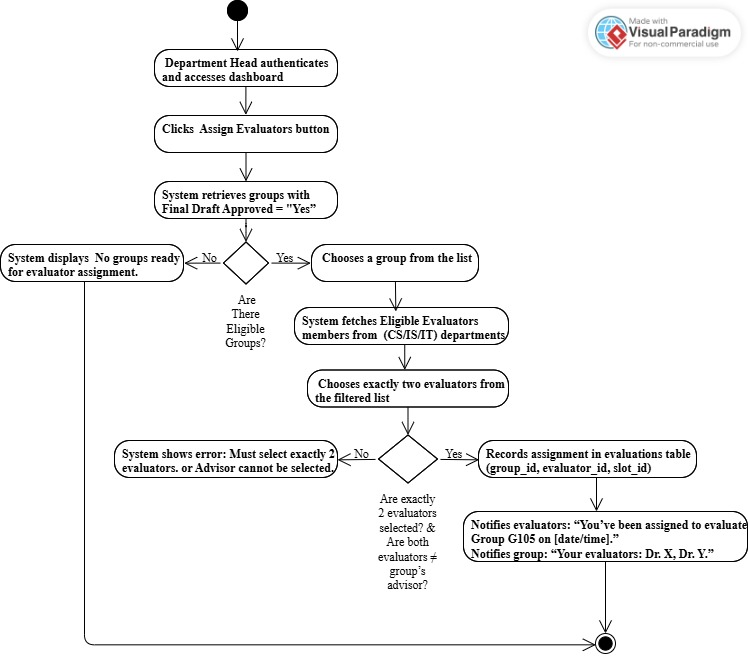 Made with
Visual Paradigm
For non-commercial use
Department Head authenticates
and accesses dashboard
Clicks Assign Evaluators button
System retrieves groups with
Final Draft Approved = "Yes”
System displays No groups ready
for evaluator assignment.
No
Yes
Chooses a group from the list
Are
There
Eligible
Groups?
System fetches Eligible Evaluators
members from (CS/IS/IT) departments
Chooses exactly two evaluators from
the filtered list
System shows error: Must select exactly 2
evaluators. or Advisor cannot be selected.
No
Yes
Records assignment in evaluations table
(group_id, evaluator_id, slot_id)
Are exactly
2 evaluators
selected? &
Are both
evaluators ≠
group’s
advisor?
Notifies evaluators: “You’ve been assigned to evaluate
Group G105 on [date/time].”
Notifies group: “Your evaluators: Dr. X, Dr. Y.”